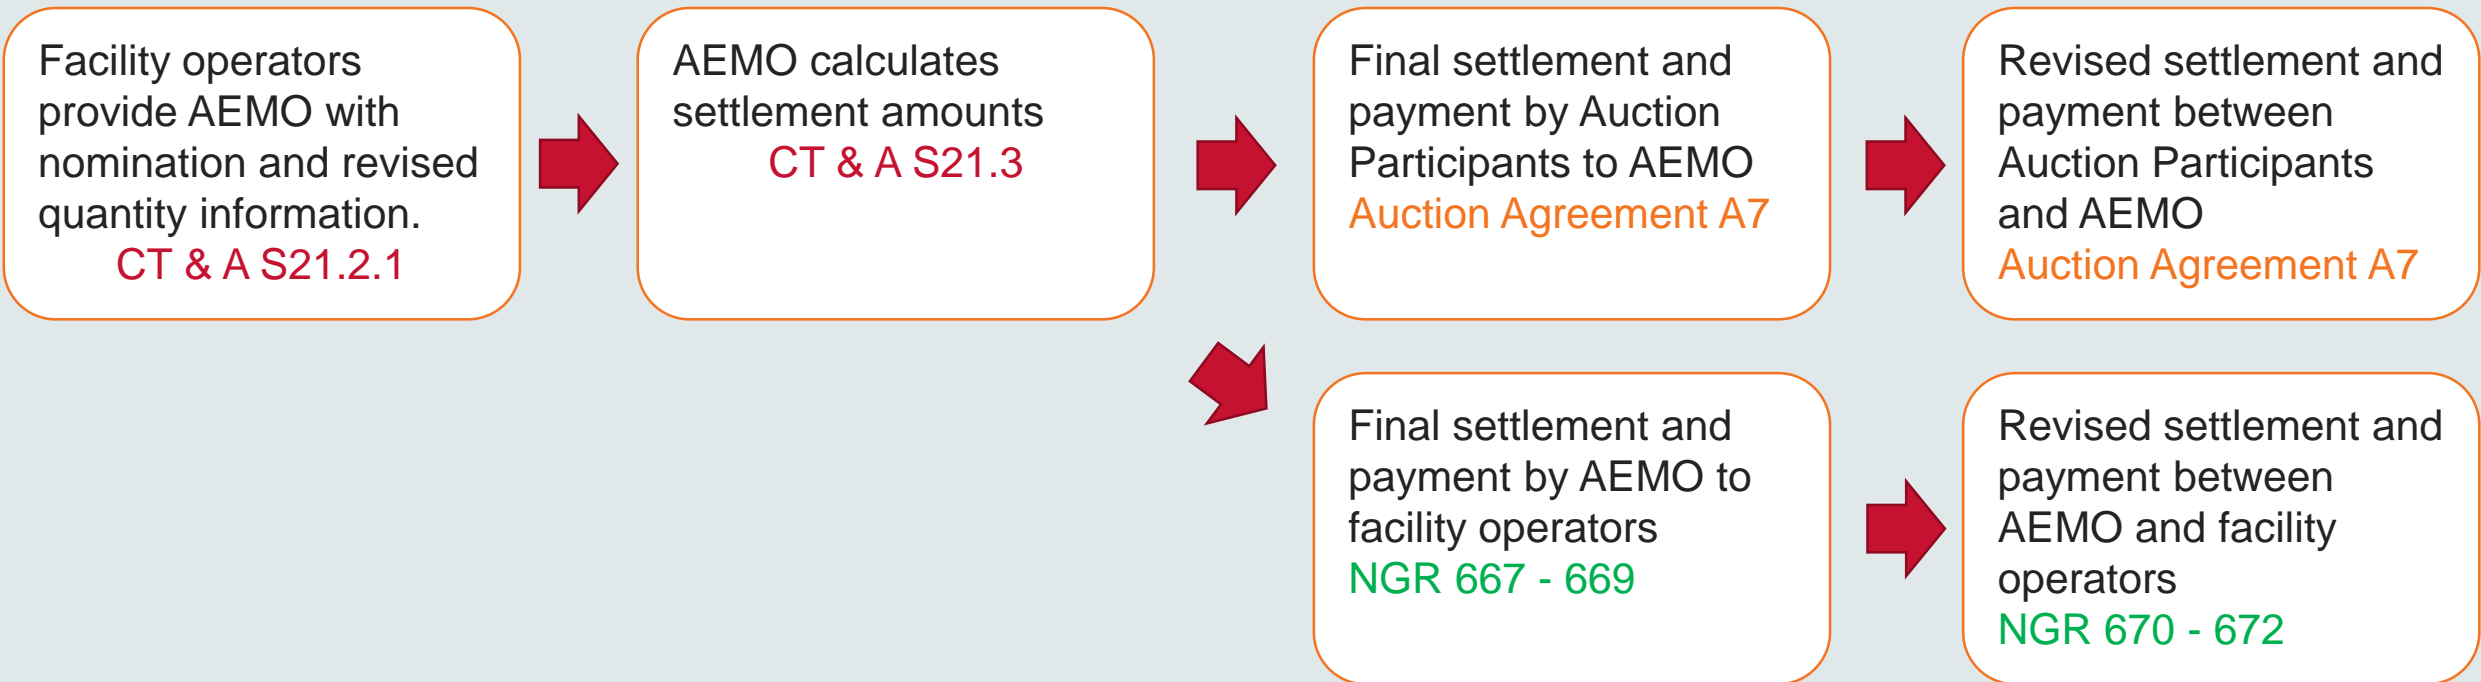 Facility operators
provide AEMO with
nomination and revised
quantity information.
CT & A S21.2.1
AEMO calculates
settlement amounts
CT & A S21.3
Final settlement and
payment by Auction
Participants to AEMO
Auction Agreement A7
Revised settlement and
payment between
Auction Participants
and AEMO
Auction Agreement A7
Final settlement and
payment by AEMO to
facility operators
NGR 667 - 669
Revised settlement and
payment between
AEMO and facility
operators
NGR 670 - 672